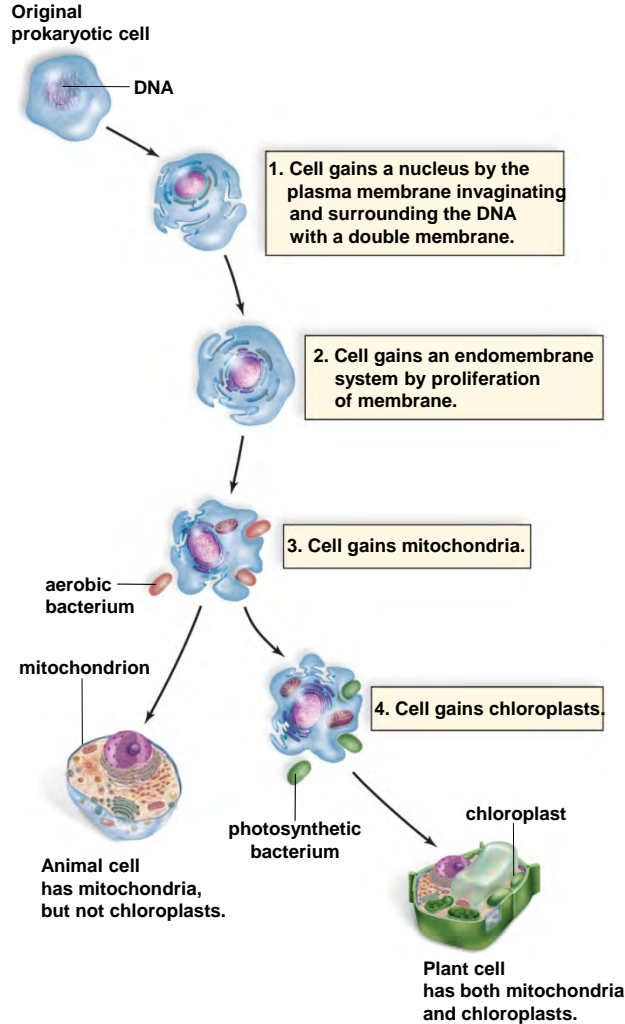 Original
prokaryotic cell
DNA
1. Cell gains a nucleus by the
plasma membrane invaginating
and surrounding the DNA
with a double membrane.
2. Cell gains an endomembrane
system by proliferation
of membrane.
3. Cell gains mitochondria.
aerobic
bacterium
mitochondrion
4. Cell gains chloroplasts.
photosynthetic
bacterium
chloroplast
Animal cell
has mitochondria,
but not chloroplasts.
Plant cell
has both mitochondria
and chloroplasts.